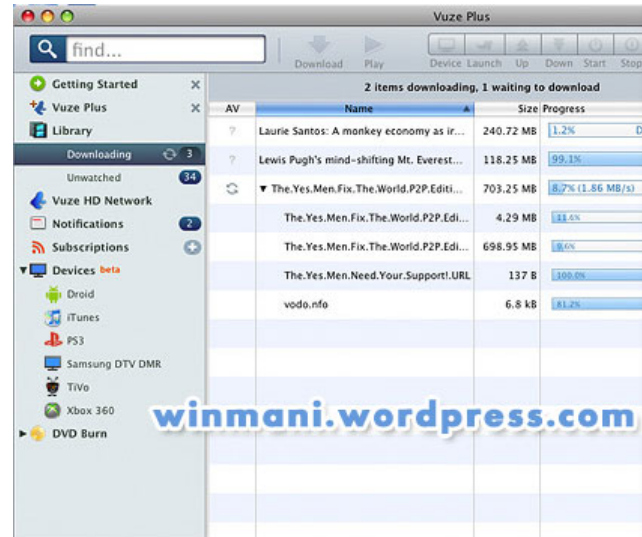 Vuze Plus
find...
Download Play Device Launch Up Down Start Stop
Getting Started
Vuze Plus
Library
Downloading 3
Unwatched 34
Vuze HD Network
Notifications 2
Subscriptions
Devices beta
Droid
iTunes
PS3
Samsung DTV DMR
TiVo
Xbox 360
DVD Burn
2 items downloading, 1 waiting to download
AV Name Size Progress
? Laurie Santos: A monkey economy as ir... 240.72 MB 1.2% D
? Lewis Pugh's mind-shifting Mt. Everest... 118.25 MB 99.1%
The.Yes.Men.Fix.The.World.P2P.Editi... 703.25 MB 8.7% (1.86 MB/s)
The.Yes.Men.Fix.The.World.P2P.Edi... 4.29 MB 11.6%
The.Yes.Men.Fix.The.World.P2P.Edi... 698.95 MB
The.Yes.Men.Need.Your.Support!.URL 137 B 100.0%
vodo.nfo 6.8 kB 81.2%
winmani.wordpress.com